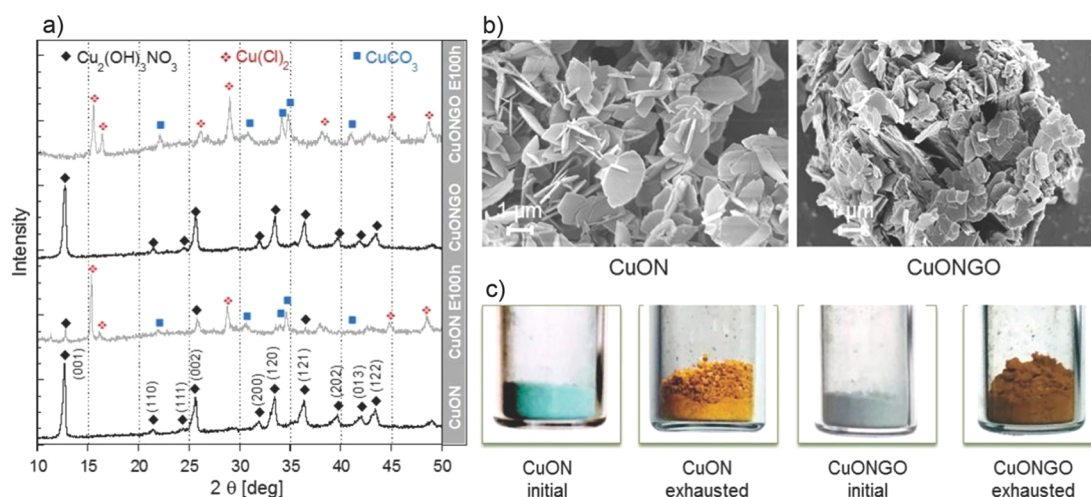 a)
Cu₂(OH)₃NO₃
Cu(Cl)₂
CuCO₃
Intensity
CuONGO E100h
CuONGO
CuON E100h
CuON
(001)
(110)
(111)
(002)
(200)
(120)
(121)
(202)
(013)
(122)
10 15 20 25 30 35 40 45 50
2 θ [deg]
b)
1 μm
1 μm
CuON
CuONGO
c)
CuON
initial
CuON
exhausted
CuONGO
initial
CuONGO
exhausted